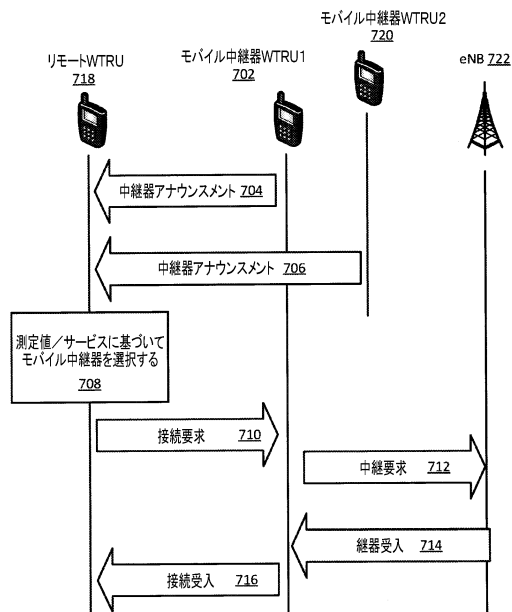 モバイル中継器WTRU2
720
リモートWTRU
718
モバイル中継器WTRU1
702
eNB 722
中継器アナウンスメント 704
中継器アナウンスメント 706
測定値／サービスに基づいて
モバイル中継器を選択する
708
接続要求 710
中継要求 712
継器受入 714
接続受入 716